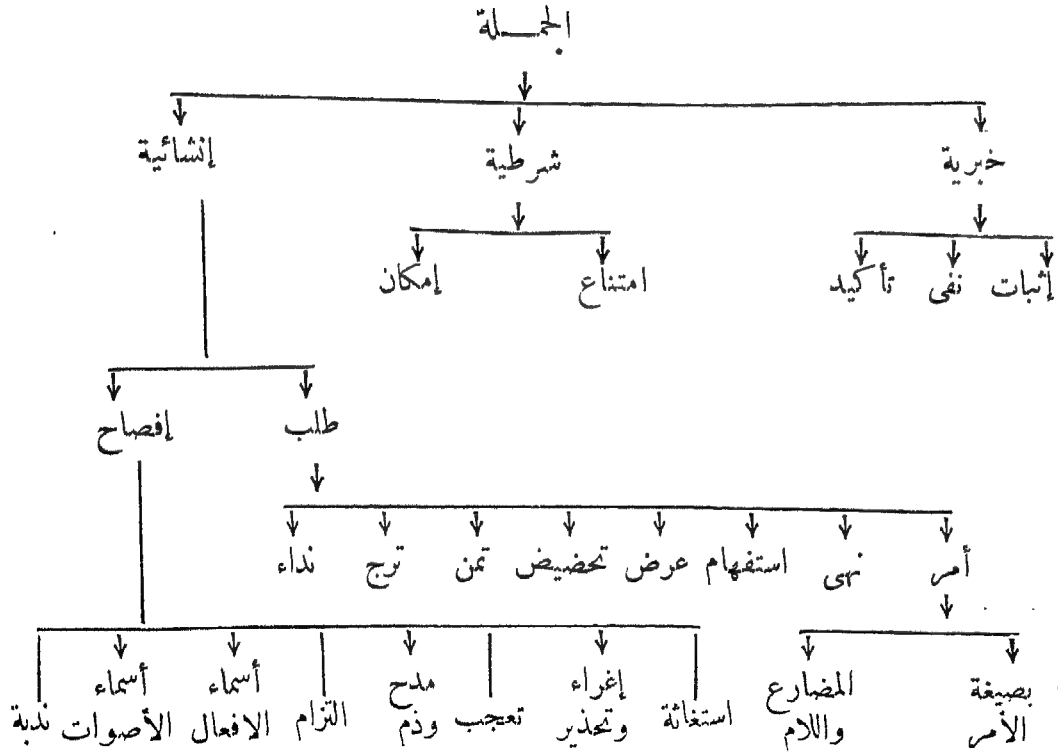 الجملة
خبرية شرطية إنشائية
إثبات نفى تأكيد امتناع إمكان
طلب إفصاح
أمر نهى استفهام عرض تحضيض تمن ترج نداء
بصيغة المضارع إغراء مدح أسماء أسماء
الأمر واللام استغاثة وتحذير تعجب وذم التزام الافعال الأصوات ندبة